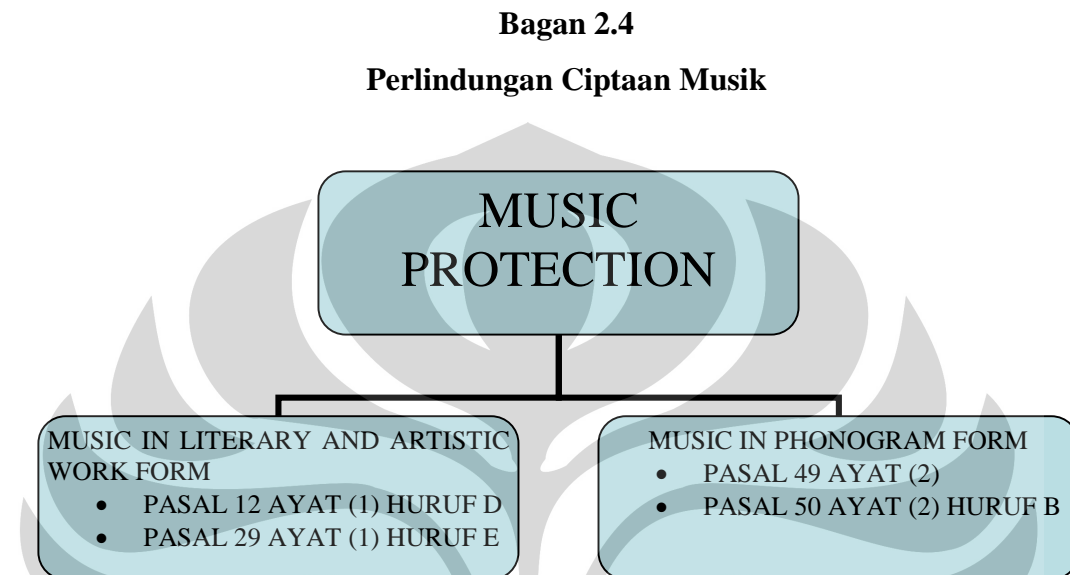 Bagan 2.4
Perlindungan Ciptaan Musik
MUSIC
PROTECTION
MUSIC IN LITERARY AND ARTISTIC
WORK FORM
• PASAL 12 AYAT (1) HURUF D
• PASAL 29 AYAT (1) HURUF E
MUSIC IN PHONOGRAM FORM
• PASAL 49 AYAT (2)
• PASAL 50 AYAT (2) HURUF B